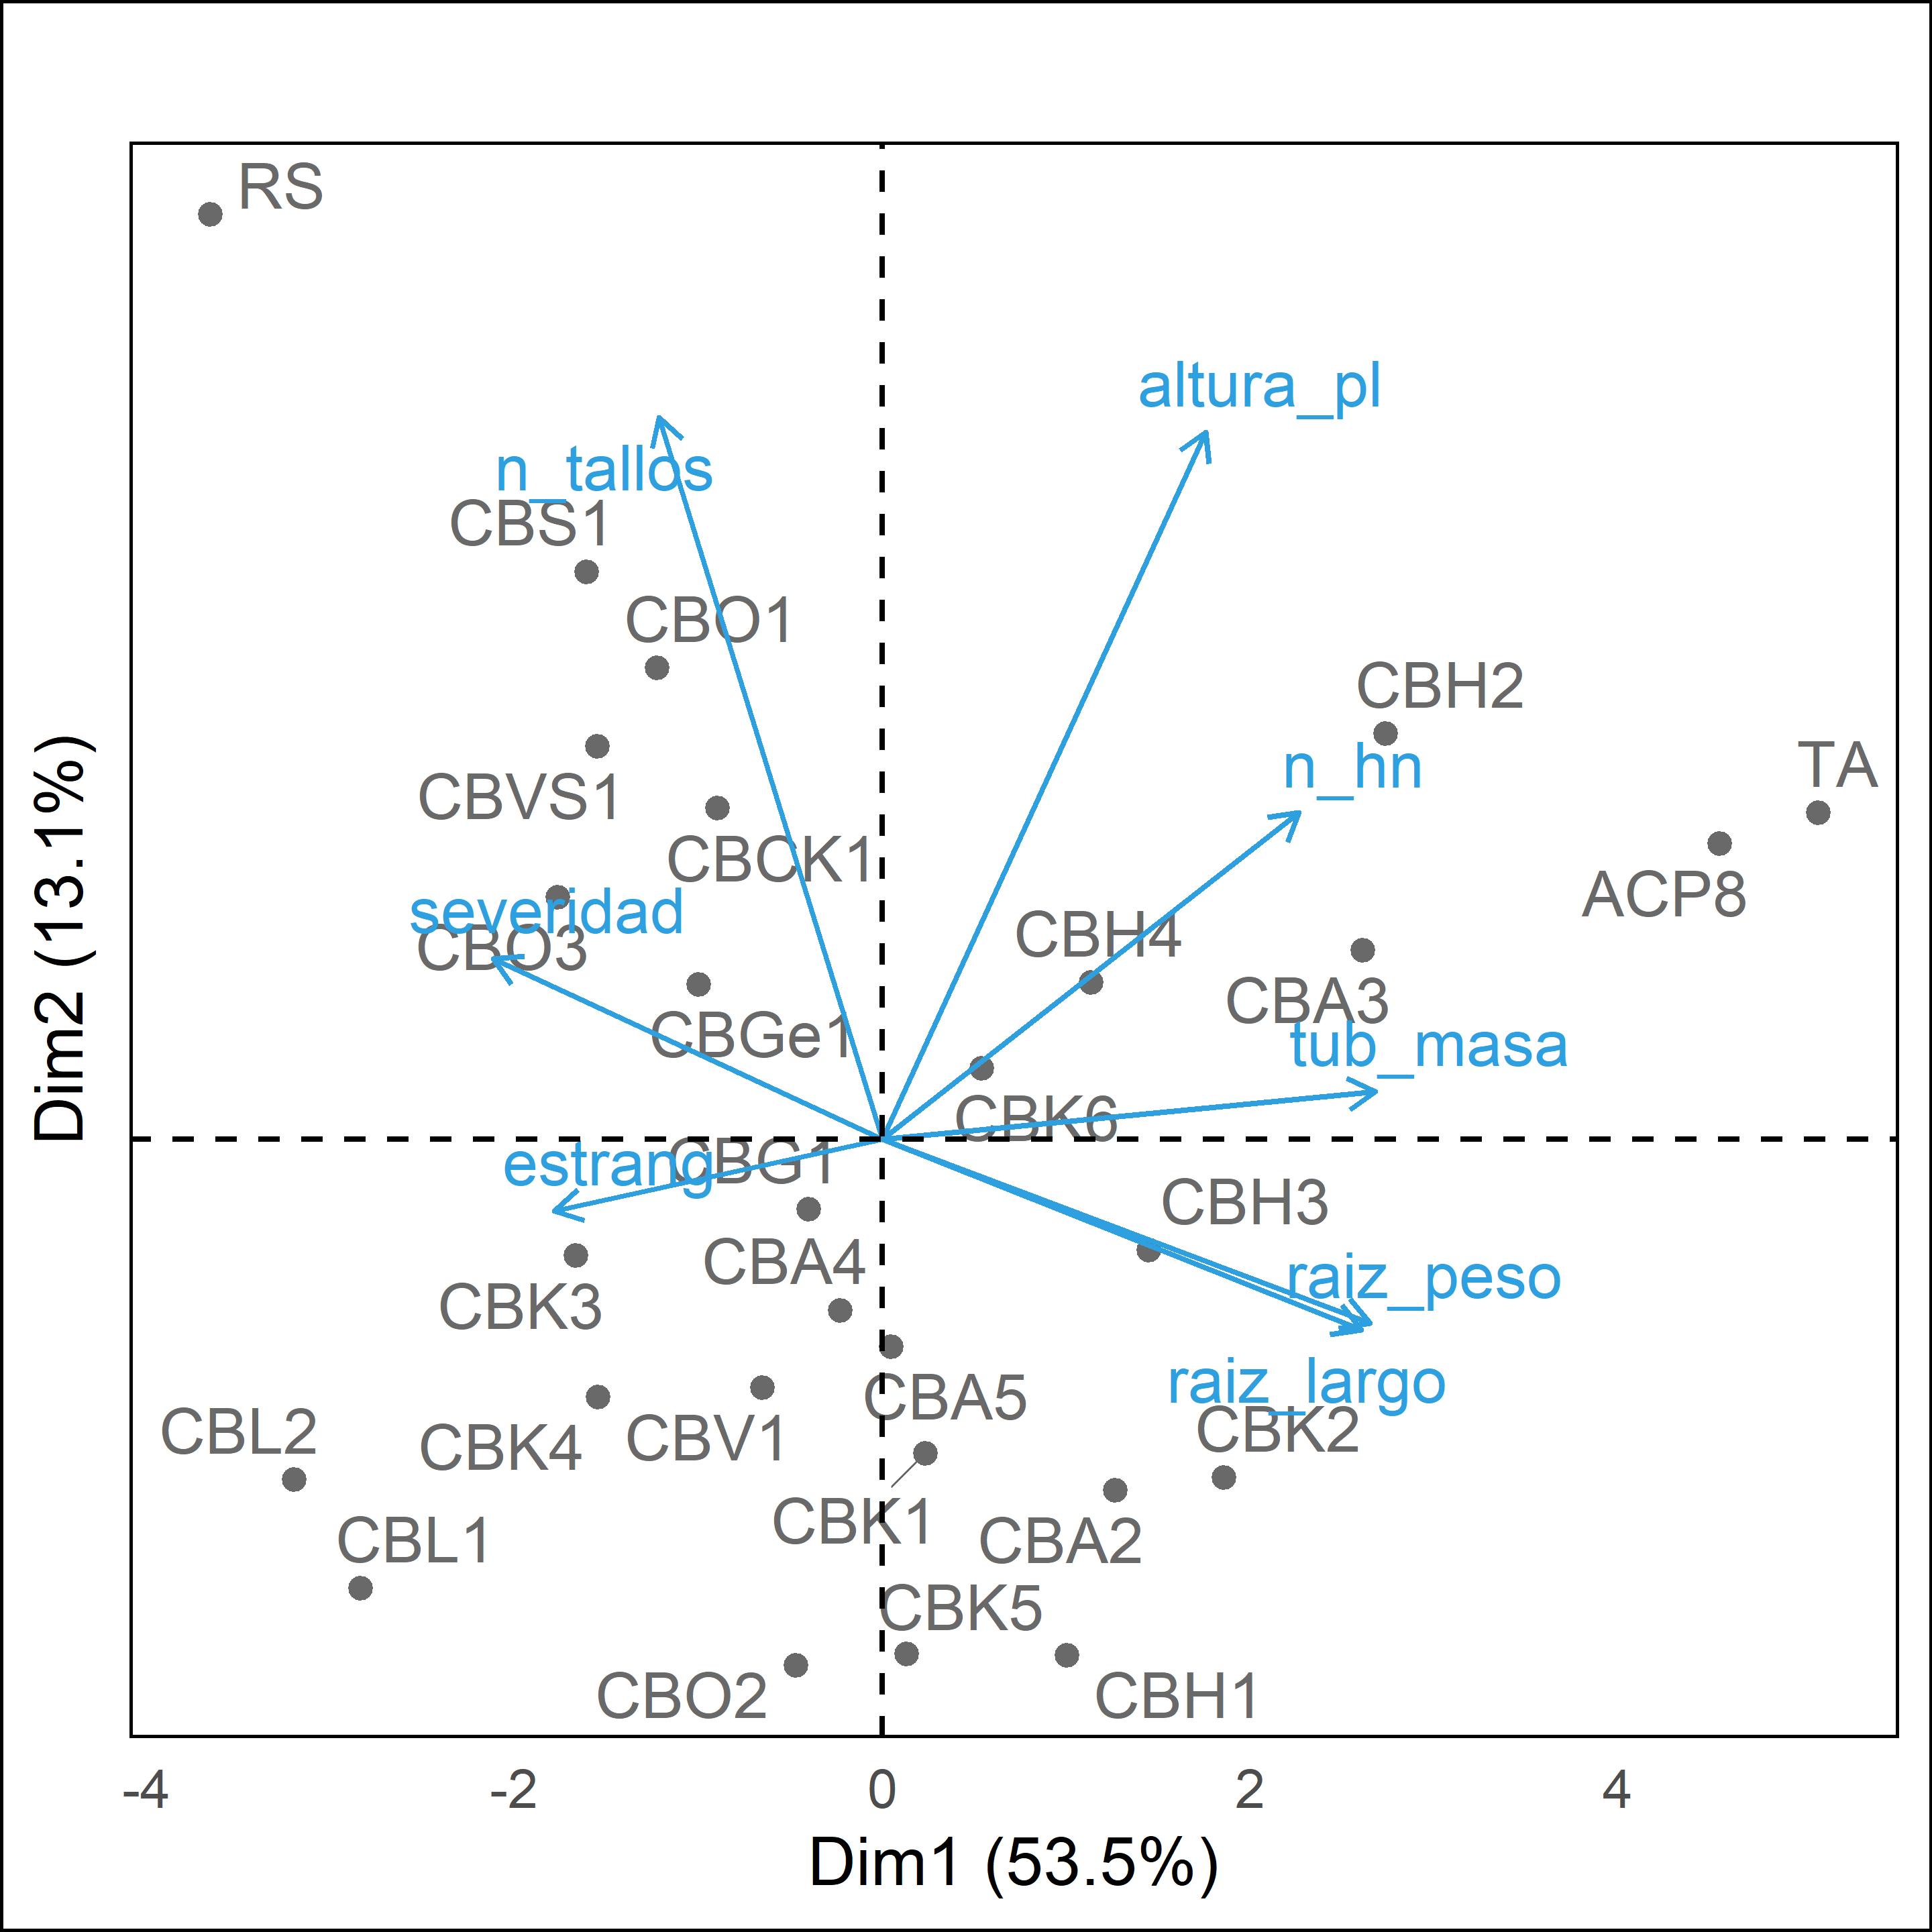 RS
altura_pl
n_tallos
CBS1
CBO1
CBH2
n_hn
TA
CBVS1
CBCK1
ACP8
severidad
CBH4
CBO3
CBA3
CBGe1
tub_masa
CBK6
CBG1
estrang
CBH3
CBA4
raiz_peso
CBK3
raiz_largo
CBA5
CBL2
CBK4
CBV1
CBK2
CBK1
CBL1
CBA2
CBK5
CBO2
CBH1
Dim2 (13.1%)
-4 -2 0 2 4
Dim1 (53.5%)